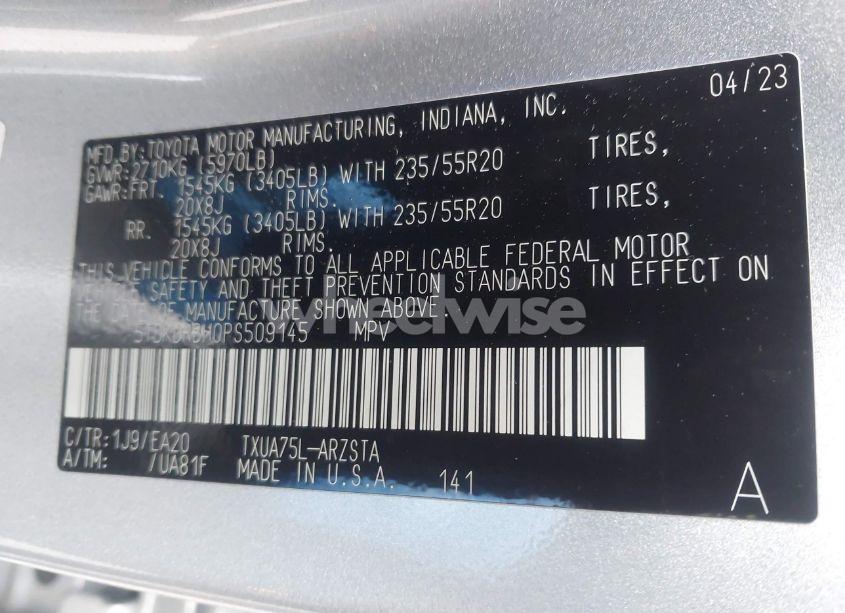 04/23
MFD.BY:TOYOTA MOTOR MANUFACTURING, INDIANA, INC.
GVWR:2710KG (5970LB)
GAWR:FRT 1545KG (3405LB) WITH 235/55R20 TIRES,
20X8J RIMS.
RR. 1545KG (3405LB) WITH 235/55R20 TIRES,
20X8J RIMS.
THIS VEHICLE CONFORMS TO ALL APPLICABLE FEDERAL MOTOR
VEHICLE SAFETY AND THEFT PREVENTION STANDARDS IN EFFECT ON
THE DATE OF MANUFACTURE SHOWN ABOVE.
MPV
C/TR:1J9/EA20 TXUA75L-ARZSTA
A/TM: /UA81F MADE IN U.S.A. 141
A